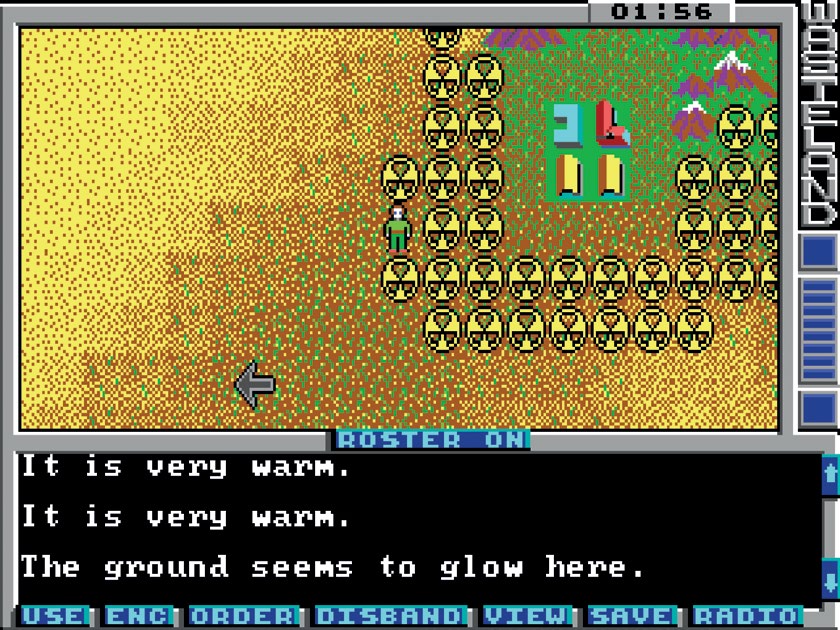 01:56
WASTELAND
ROSTER ON
It is very warm.
It is very warm.
The ground seems to glow here.
USE ENC ORDER DISBAND VIEW SAVE RADIO